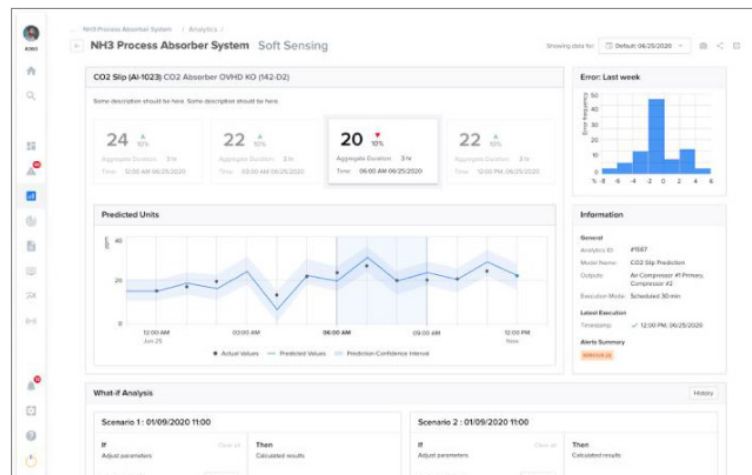 NH3 Process Absorber System / Analytics /
NH3 Process Absorber System Soft Sensing
Showing data for Default 06/25/2020
CO2 Slip (AI-1023) CO2 Absorber OVHD KO (142-D2)
Some description should be here. Some description should be here.
24 10%
Aggregate Duration: 3 hr
Time: 12:00 AM 06/25/2020
22 10%
Aggregate Duration: 3 hr
Time: 03:00 AM 06/25/2020
20 10%
Aggregate Duration: 3 hr
Time: 06:00 AM 06/25/2020
22 10%
Aggregate Duration: 3 hr
Time: 12:00 PM, 06/25/2020
Error: Last week
Error frequency
50
40
30
20
10
% -8 -6 -4 -2 0 2 4 6
Predicted Units
ppm
40
20
0
12:00 AM 03:00 AM 06:00 AM 09:00 AM 12:00 PM
Jun 25 Now
Actual Values Predicted Values Prediction Confidence Interval
Information
General
Analytics ID: #1567
Model Name: CO2 Slip Prediction
Outputs: Air Compressor #1 Primary,
Compressor #2
Execution Mode: Scheduled 30 min
Latest Execution
Timestamp: 12:00 PM, 06/25/2020
Alerts Summary
What-if Analysis
History
Scenario 1 : 01/09/2020 11:00
If Clear all Then
Adjust parameters Calculated results
Scenario 2 : 01/09/2020 11:00
If Clear all Then
Adjust parameters Calculated results